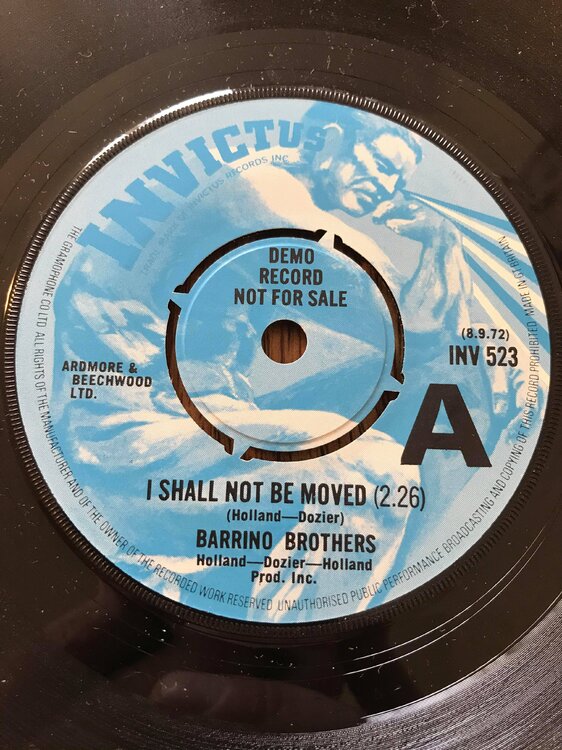 INVICTUS
INVICTUS RECORDS INC
DEMO
RECORD
NOT FOR SALE
(8.9.72)
INV 523
ARDMORE &
BEECHWOOD
LTD.
A
I SHALL NOT BE MOVED (2.26)
(Holland—Dozier)
BARRINO BROTHERS
Holland—Dozier—Holland
Prod. Inc.
THE GRAMOPHONE CO LTD. ALL RIGHTS OF THE MANUFACTURER AND OF THE OWNER OF THE RECORDED WORK RESERVED. UNAUTHORISED PUBLIC PERFORMANCE BROADCASTING AND COPYING OF THIS RECORD PROHIBITED. MADE IN GT BRITAIN